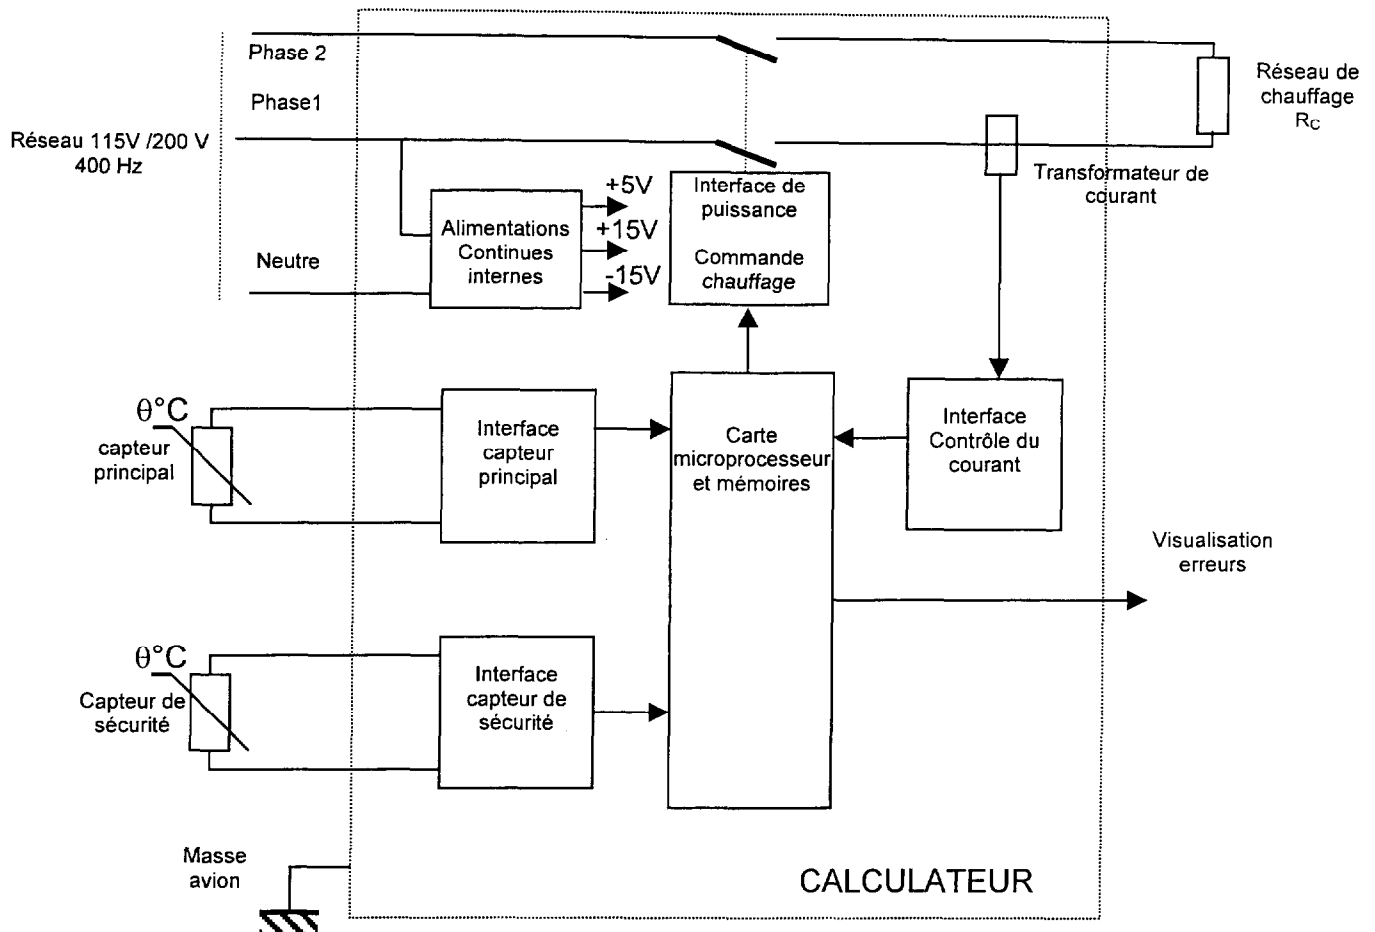 Phase 2
Phase1
Réseau 115V /200 V
400 Hz
Neutre
Alimentations
Continues
internes
+5V
+15V
-15V
Interface de
puissance
Commande
chauffage
Réseau de
chauffage
RC
Transformateur de
courant
θ°C
capteur
principal
Interface
capteur
principal
Carte
microprocesseur
et mémoires
Interface
Contrôle du
courant
Visualisation
erreurs
θ°C
Capteur de
sécurité
Interface
capteur de
sécurité
Masse
avion
CALCULATEUR